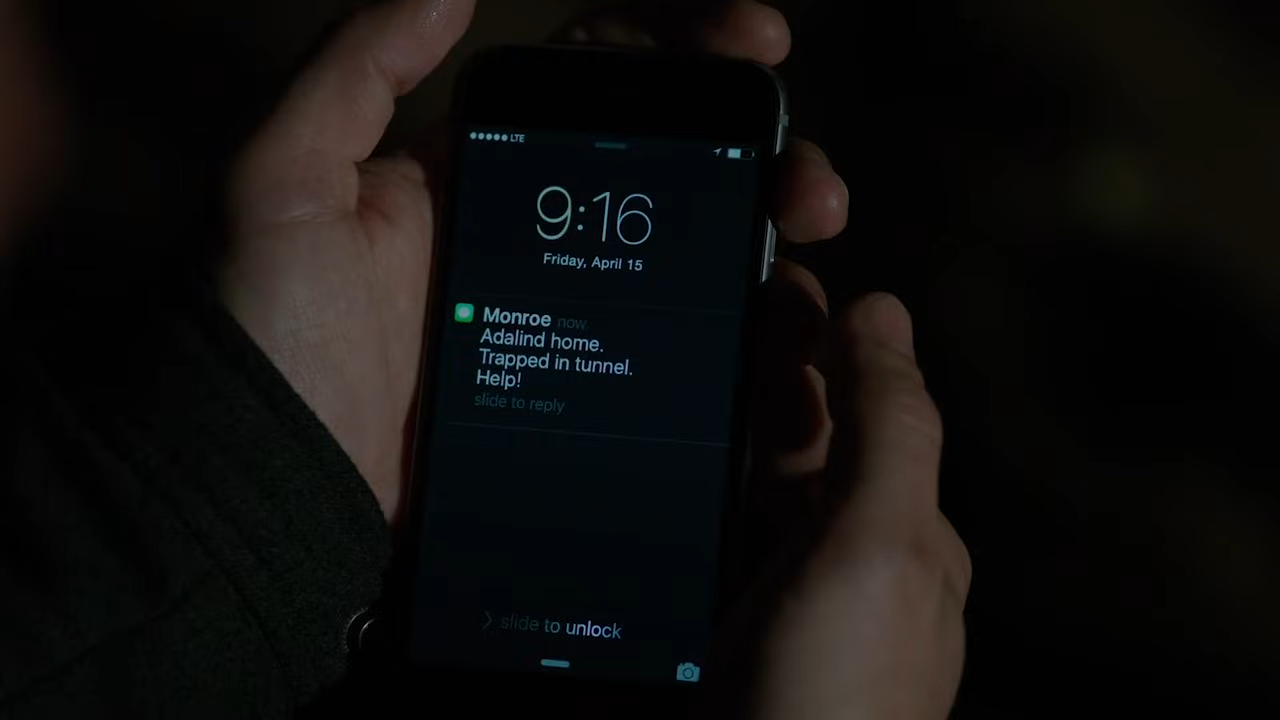 LTE
9:16
Friday, April 15
Monroe now
Adalind home.
Trapped in tunnel.
Help!
slide to reply
> slide to unlock